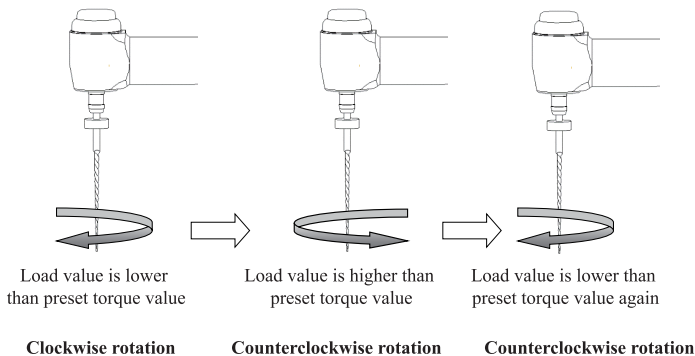 Load value is lower
than preset torque value
Load value is higher than
preset torque value
Load value is lower than
preset torque value again
Clockwise rotation
Counterclockwise rotation
Counterclockwise rotation